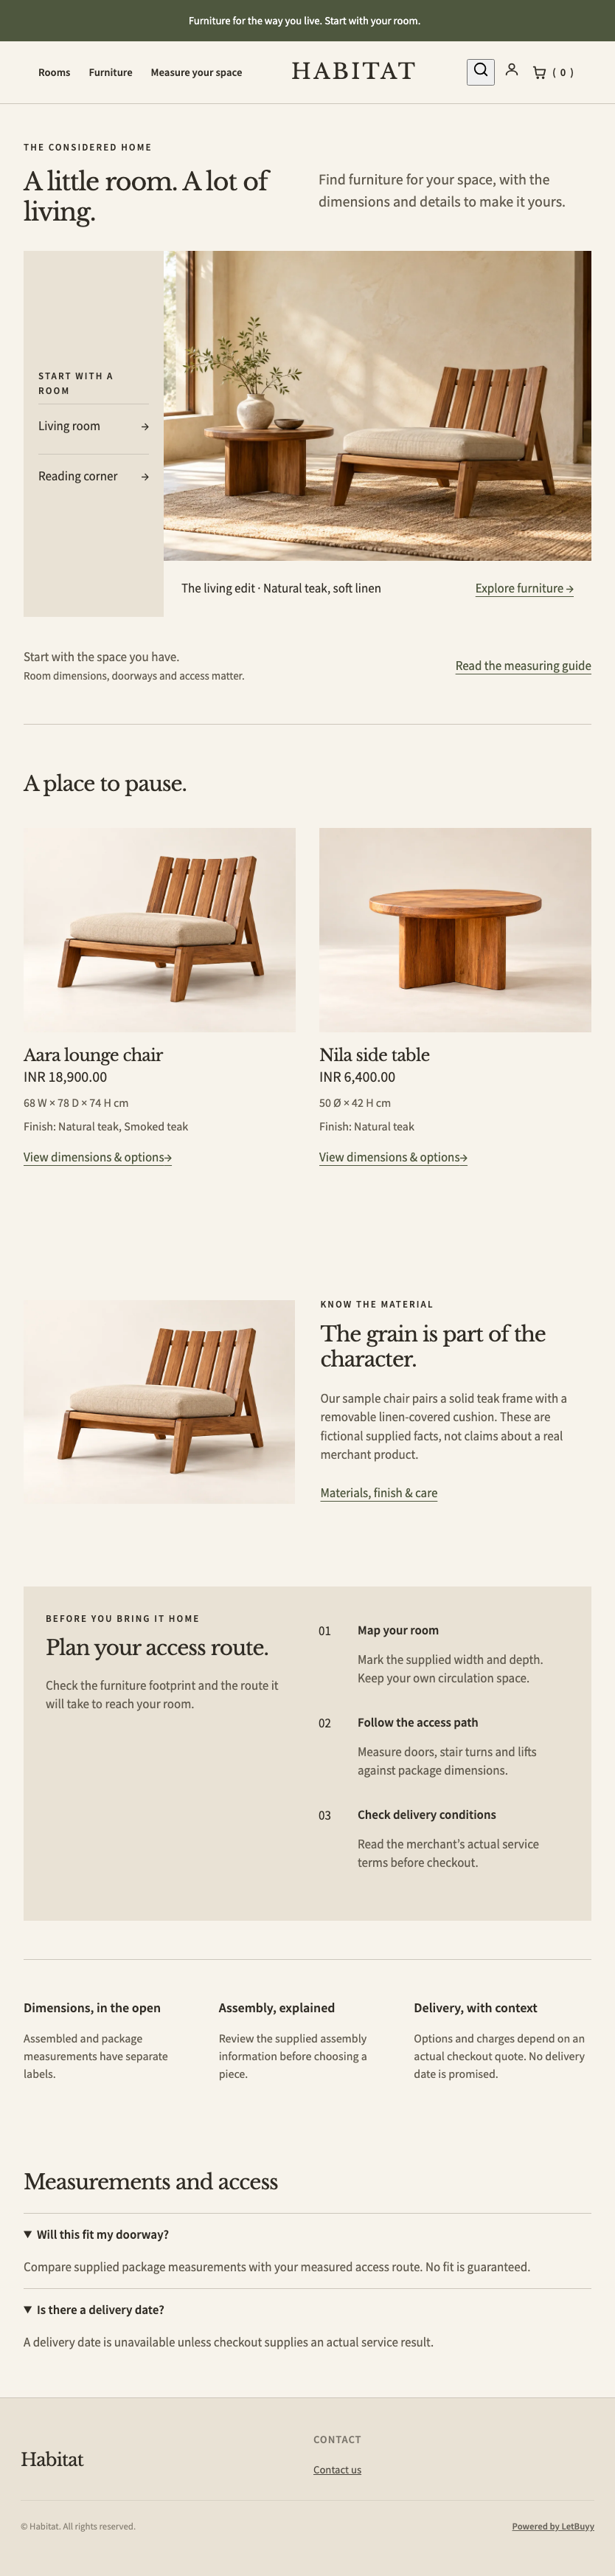 Furniture for the way you live. Start with your room.
Rooms Furniture Measure your space HABITAT ( 0 )
THE CONSIDERED HOME
A little room. A lot of
living.
Find furniture for your space, with the
dimensions and details to make it yours.
START WITH A
ROOM
Living room →
Reading corner →
The living edit · Natural teak, soft linen
Explore furniture →
Start with the space you have.
Room dimensions, doorways and access matter.
Read the measuring guide
A place to pause.
Aara lounge chair
INR 18,900.00
68 W × 78 D × 74 H cm
Finish: Natural teak, Smoked teak
View dimensions & options→
Nila side table
INR 6,400.00
50 Ø × 42 H cm
Finish: Natural teak
View dimensions & options→
KNOW THE MATERIAL
The grain is part of the
character.
Our sample chair pairs a solid teak frame with a
removable linen-covered cushion. These are
fictional supplied facts, not claims about a real
merchant product.
Materials, finish & care
BEFORE YOU BRING IT HOME
Plan your access route.
Check the furniture footprint and the route it
will take to reach your room.
01 Map your room
Mark the supplied width and depth.
Keep your own circulation space.
02 Follow the access path
Measure doors, stair turns and lifts
against package dimensions.
03 Check delivery conditions
Read the merchant’s actual service
terms before checkout.
Dimensions, in the open
Assembled and package
measurements have separate
labels.
Assembly, explained
Review the supplied assembly
information before choosing a
piece.
Delivery, with context
Options and charges depend on an
actual checkout quote. No delivery
date is promised.
Measurements and access
▼ Will this fit my doorway?
Compare supplied package measurements with your measured access route. No fit is guaranteed.
▼ Is there a delivery date?
A delivery date is unavailable unless checkout supplies an actual service result.
Habitat
CONTACT
Contact us
© Habitat. All rights reserved.
Powered by LetBuyy